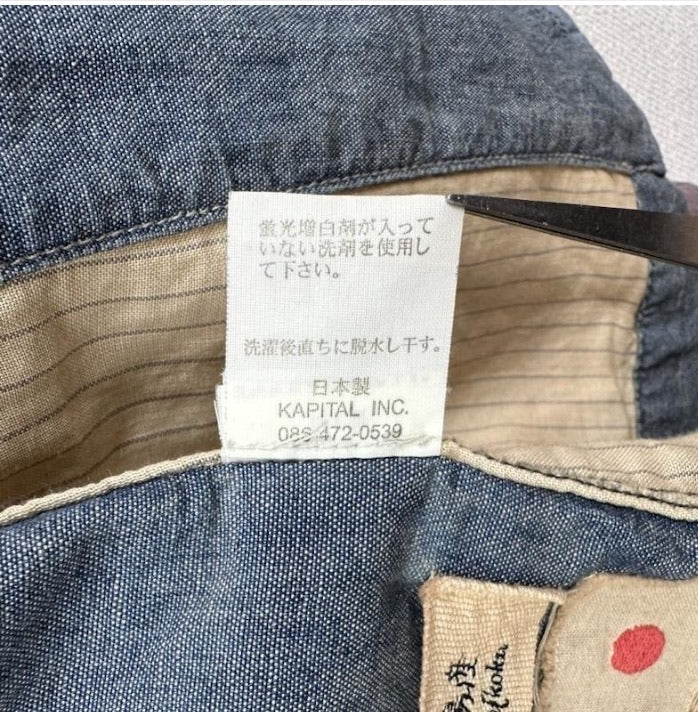 蛍光増白剤が入って
いない洗剤を使用し
て下さい。
洗濯後直ちに脱水し干す。
日本製
KAPITAL INC.
086-472-0539